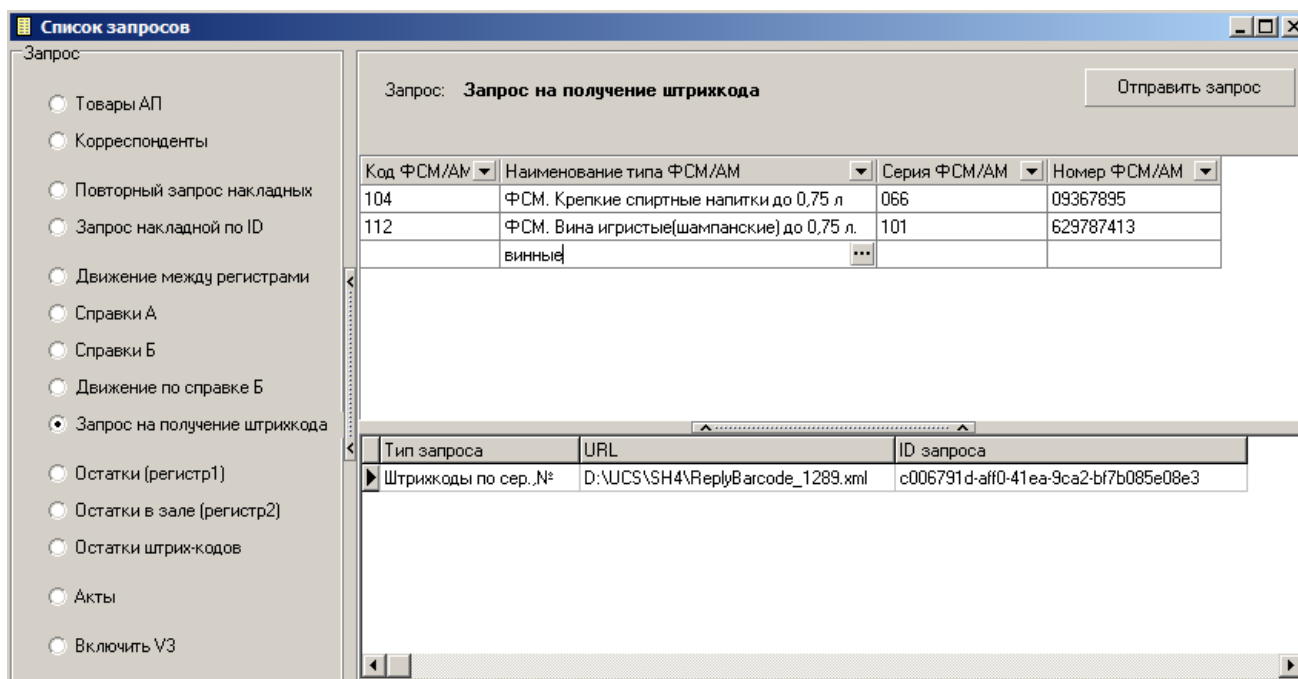 Список запросов
Запрос
Товары АП
Корреспонденты
Повторный запрос накладных
Запрос накладной по ID
Движение между регистрами
Справки А
Справки Б
Движение по справке Б
Запрос на получение штрихкода
Остатки (регистр1)
Остатки в зале (регистр2)
Остатки штрих-кодов
Акты
Включить V3
Запрос: Запрос на получение штрихкода
Отправить запрос
Код ФСМ/АМ Наименование типа ФСМ/АМ Серия ФСМ/АМ Номер ФСМ/АМ
104 ФСМ. Крепкие спиртные напитки до 0,75 л 066 09367895
112 ФСМ. Вина игристые(шампанские) до 0,75 л. 101 629787413
винные ...
Тип запроса URL ID запроса
Штрихкоды по сер.,№ D:\UCS\SH4\ReplyBarcode_1289.xml c006791d-aff0-41ea-9ca2-bf7b085e08e3